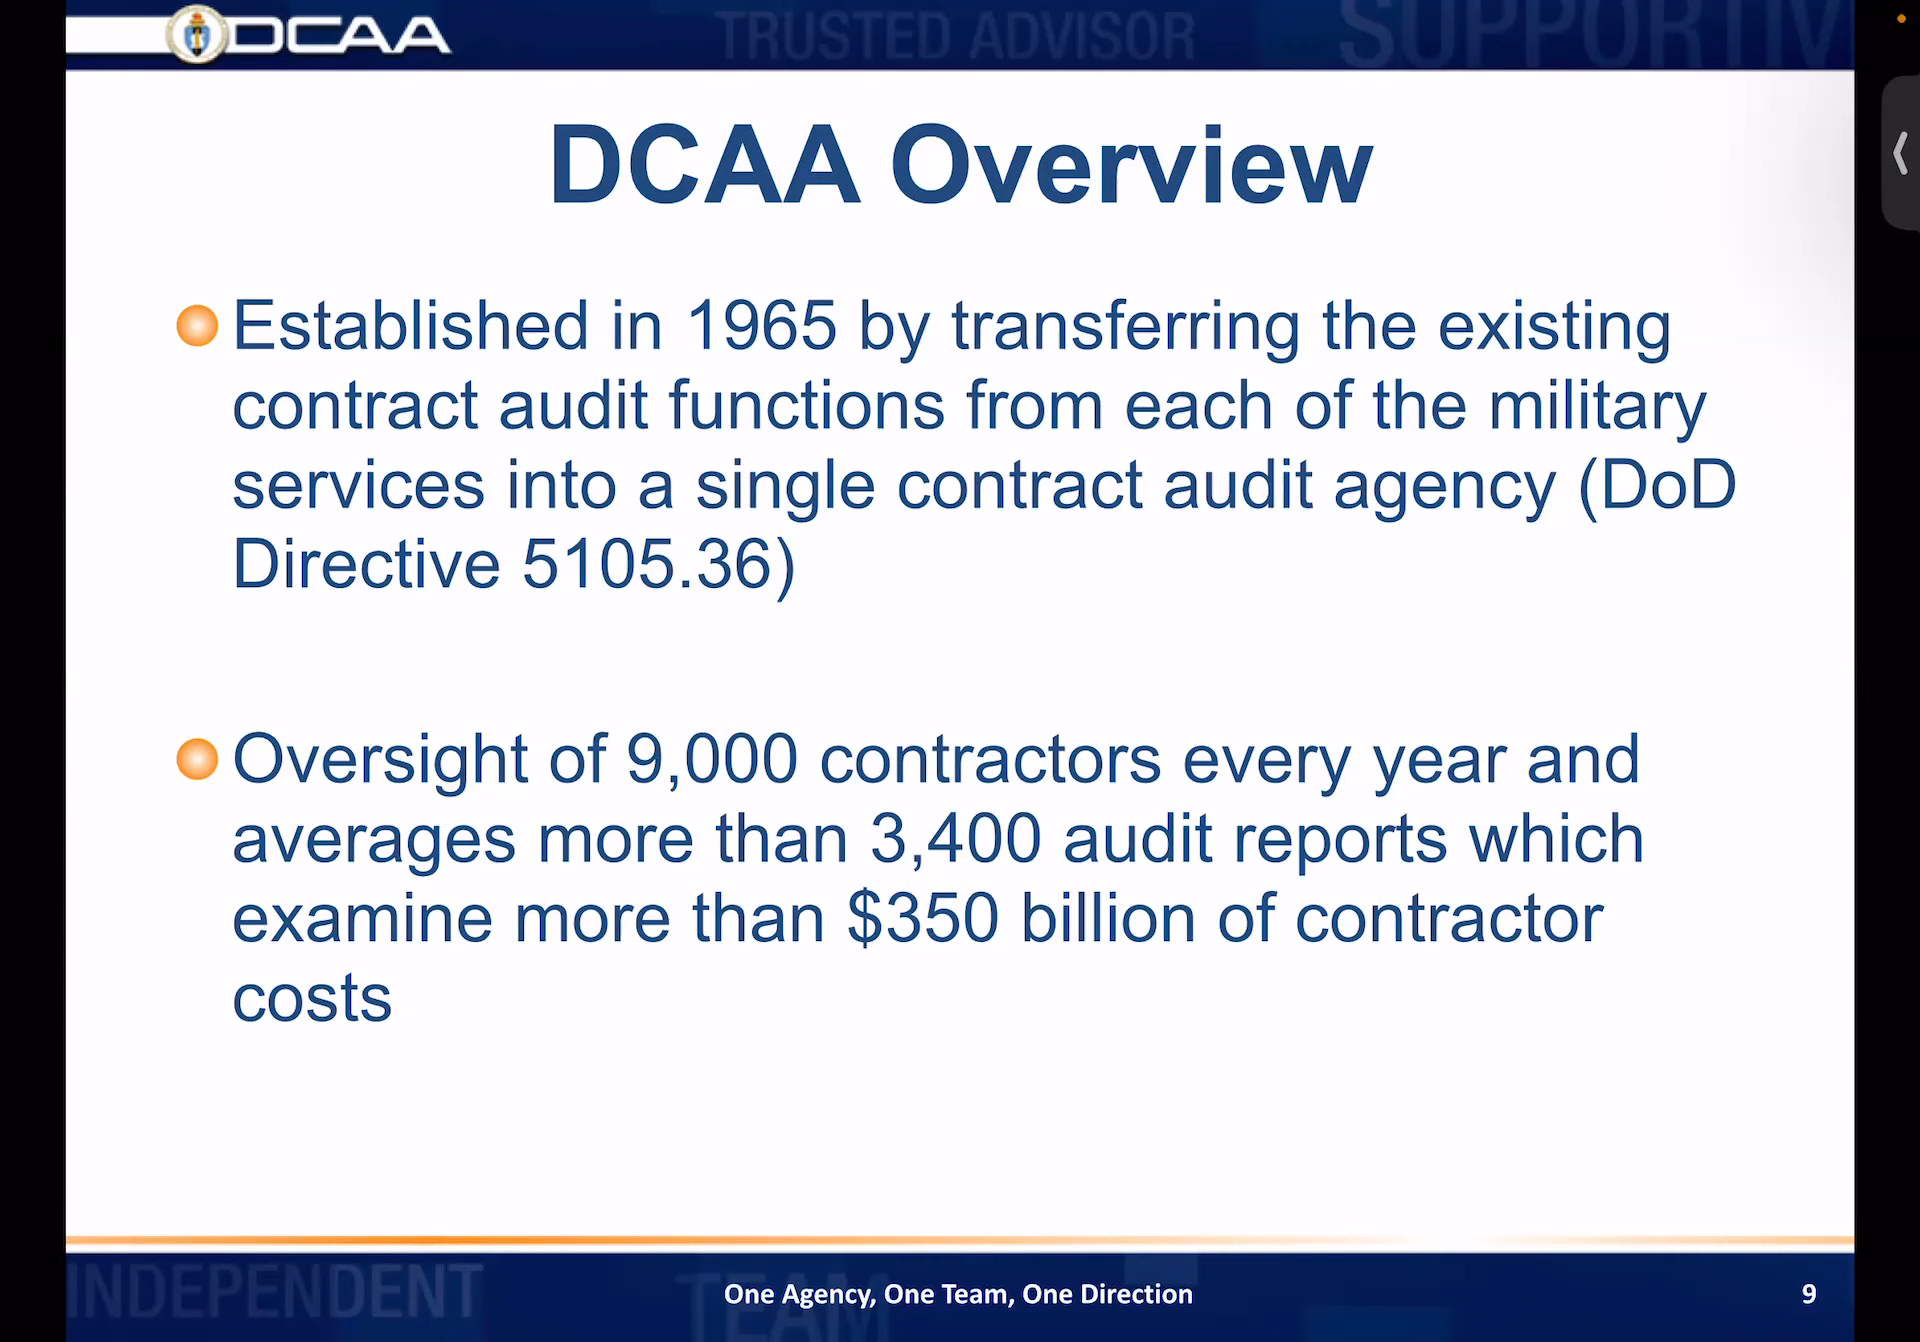 DCAA
TRUSTED ADVISOR
SUPPORTIV
DCAA Overview
Established in 1965 by transferring the existing
contract audit functions from each of the military
services into a single contract audit agency (DoD
Directive 5105.36)
Oversight of 9,000 contractors every year and
averages more than 3,400 audit reports which
examine more than $350 billion of contractor
costs
INDEPENDENT
TEAM
One Agency, One Team, One Direction
9